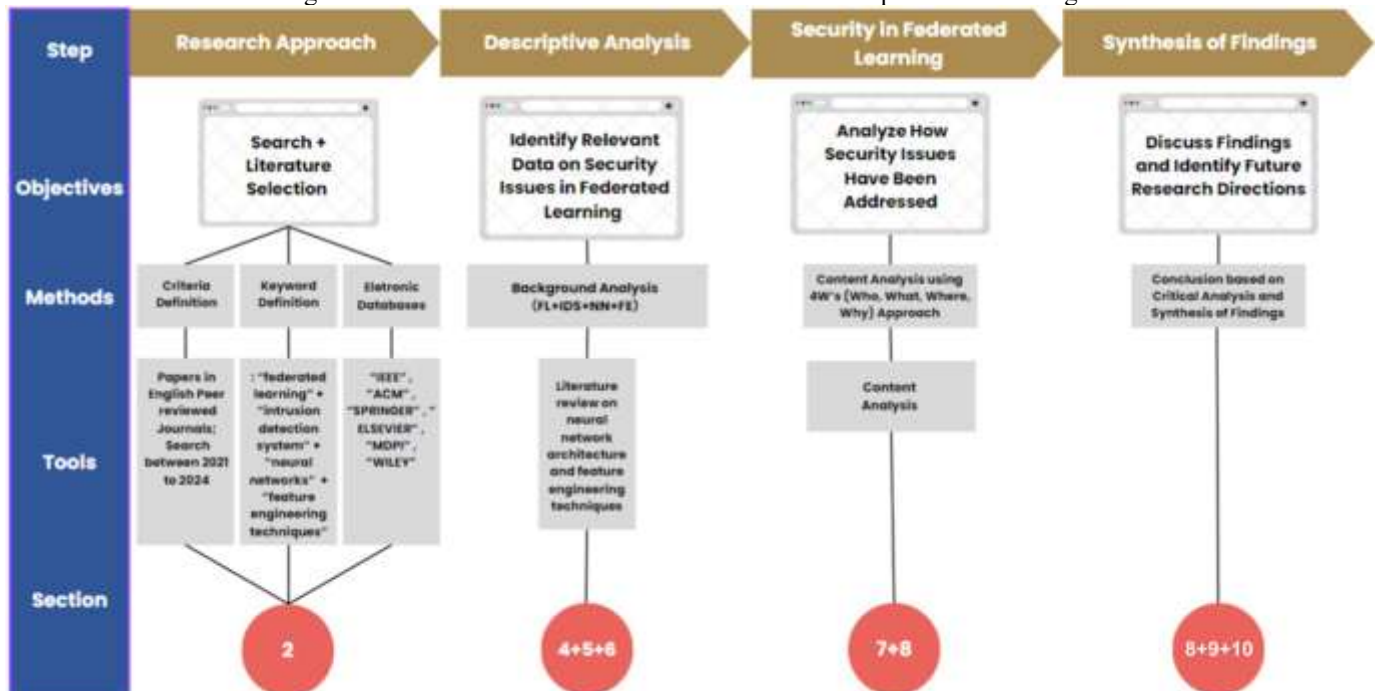 Step
Research Approach
Descriptive Analysis
Security in Federated
Learning
Synthesis of Findings
Objectives
Search +
Literature
Selection
Identify Relevant
Data on Security
Issues in Federated
Learning
Analyze How
Security Issues
Have Been
Addressed
Discuss Findings
and Identify Future
Research Directions
Methods
Criteria
Definition
Keyword
Definition
Eletronic
Databases
Background Analysis
(FL+IDS+NN+FE)
Content Analysis using
4W's (Who, What, Where,
Why) Approach
Conclusion based on
Critical Analysis and
Synthesis of Findings
Tools
Papers in
English Peer
reviewed
Journals;
Search
between 2021
to 2024
: "federated
learning" +
"intrusion
detection
system" +
"neural
networks" +
"feature
engineering
techniques"
"IEEE" ,
"ACM" ,
"SPRINGER" , "
ELSEVIER" ,
"MDPI" ,
"WILEY"
Literature
review on
neural
network
architecture
and feature
engineering
techniques
Content
Analysis
Section
2
4+5+6
7+8
8+9+10